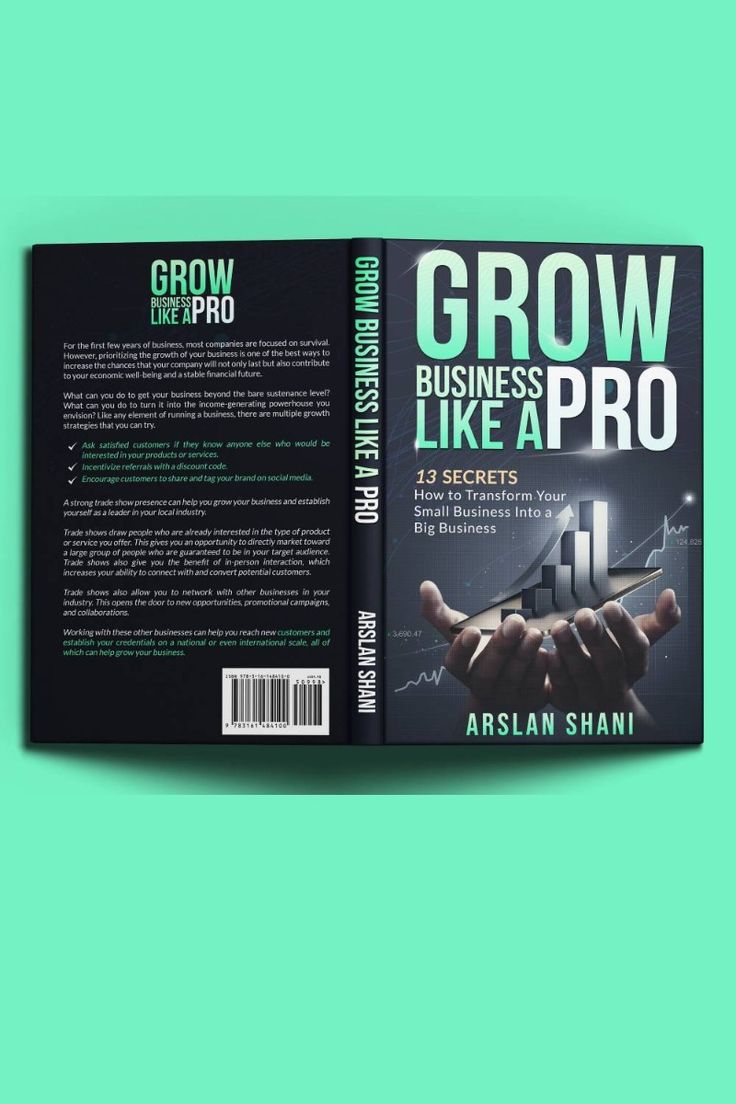 GROW
BUSINESS
LIKE A PRO
For the first few years of business, most companies are focused on survival.
However, prioritizing the growth of your business is one of the best ways to
increase the chances that your company will not only last but also contribute
to your economic well-being and a stable financial future.
What can you do to get your business beyond the bare sustenance level?
What can you do to turn it into the income-generating powerhouse you
envision? Like any element of running a business, there are multiple growth
strategies that you can try.
Ask satisfied customers if they know anyone else who would be
interested in your products or services.
Incentivize referrals with a discount code.
Encourage customers to share and tag your brand on social media.
A strong trade show presence can help you grow your business and establish
yourself as a leader in your local industry.
Trade shows draw people who are already interested in the type of product
or service you offer. This gives you an opportunity to directly market toward
a large group of people who are guaranteed to be in your target audience.
Trade shows also give you the benefit of in-person interaction, which
increases your ability to connect with and convert potential customers.
Trade shows also allow you to network with other businesses in your
industry. This opens the door to new opportunities, promotional campaigns,
and collaborations.
Working with these other businesses can help you reach new customers and
establish your credentials on a national or even international scale, all of
which can help grow your business.
ISBN 978-3-16-148410-0
9 783161 484100
GROW BUSINESS LIKE A PRO
ARSLAN SHANI
GROW
BUSINESS
LIKE A PRO
13 SECRETS
How to Transform Your
Small Business Into a
Big Business
124.825
3,690.47
ARSLAN SHANI